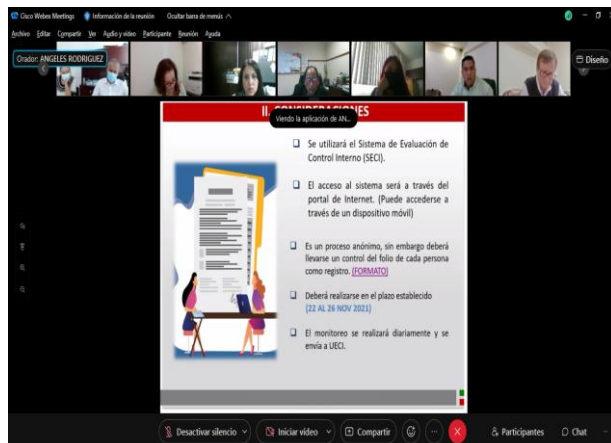 Cisco Webex Meetings Información de la reunión Ocultar barra de menús
Archivo Editar Compartir Ver Audio y video Participante Reunión Ayuda
Orador: ANGELES RODRIGUEZ
Diseño
II. CONSIDERACIONES
Viendo la aplicación de AN...
Se utilizará el Sistema de Evaluación de
Control Interno (SECI).
El acceso al sistema será a través del
portal de Internet. (Puede accederse a
través de un dispositivo móvil)
Es un proceso anónimo, sin embargo deberá
llevarse un control del folio de cada persona
como registro. (FORMATO)
Deberá realizarse en el plazo establecido
(22 AL 26 NOV 2021)
El monitoreo se realizará diariamente y se
envía a UECI.
Desactivar silencio Iniciar video Compartir Participantes Chat